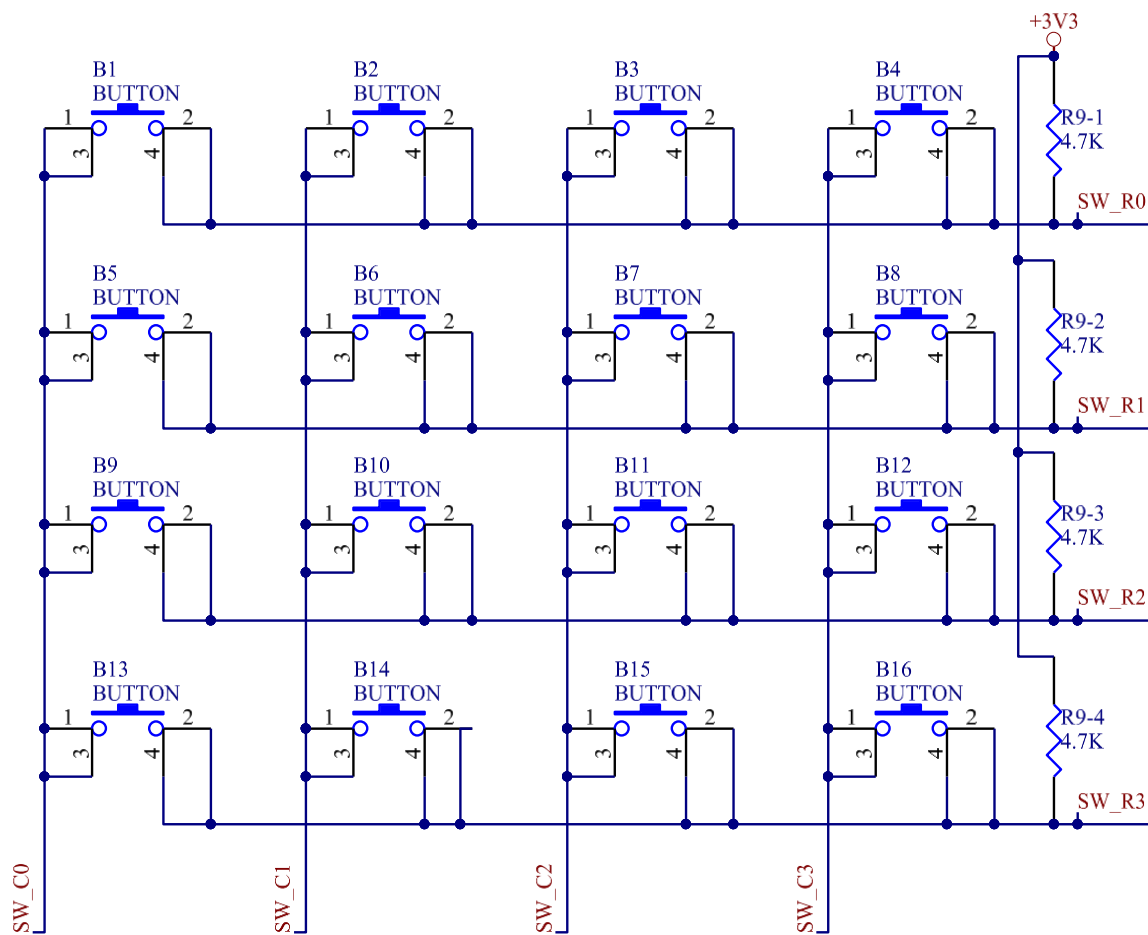 +3V3
B1
BUTTON
1
2
3
4
B2
BUTTON
1
2
3
4
B3
BUTTON
1
2
3
4
B4
BUTTON
1
2
3
4
R9-1
4.7K
SW_R0
B5
BUTTON
1
2
3
4
B6
BUTTON
1
2
3
4
B7
BUTTON
1
2
3
4
B8
BUTTON
1
2
3
4
R9-2
4.7K
SW_R1
B9
BUTTON
1
2
3
4
B10
BUTTON
1
2
3
4
B11
BUTTON
1
2
3
4
B12
BUTTON
1
2
3
4
R9-3
4.7K
SW_R2
B13
BUTTON
1
2
3
4
B14
BUTTON
1
2
3
4
B15
BUTTON
1
2
3
4
B16
BUTTON
1
2
3
4
R9-4
4.7K
SW_R3
SW_C0
SW_C1
SW_C2
SW_C3